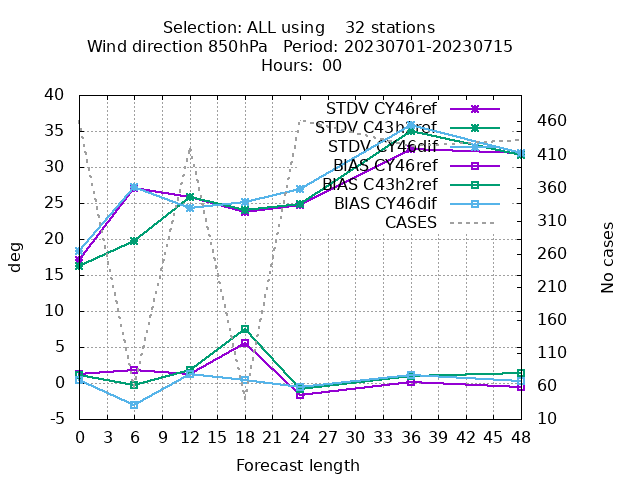 Selection: ALL using    32 stations
Wind direction 850hPa   Period: 20230701-20230715
Hours: 00
STDV CY46ref
STDV C43h2ref
STDV CY46dif
BIAS CY46ref
BIAS C43h2ref
BIAS CY46dif
CASES
40
35
30
25
20
15
10
5
0
-5
deg
460
410
360
310
260
210
160
110
60
10
No cases
0 3 6 9 12 15 18 21 24 27 30 33 36 39 42 45 48
Forecast length